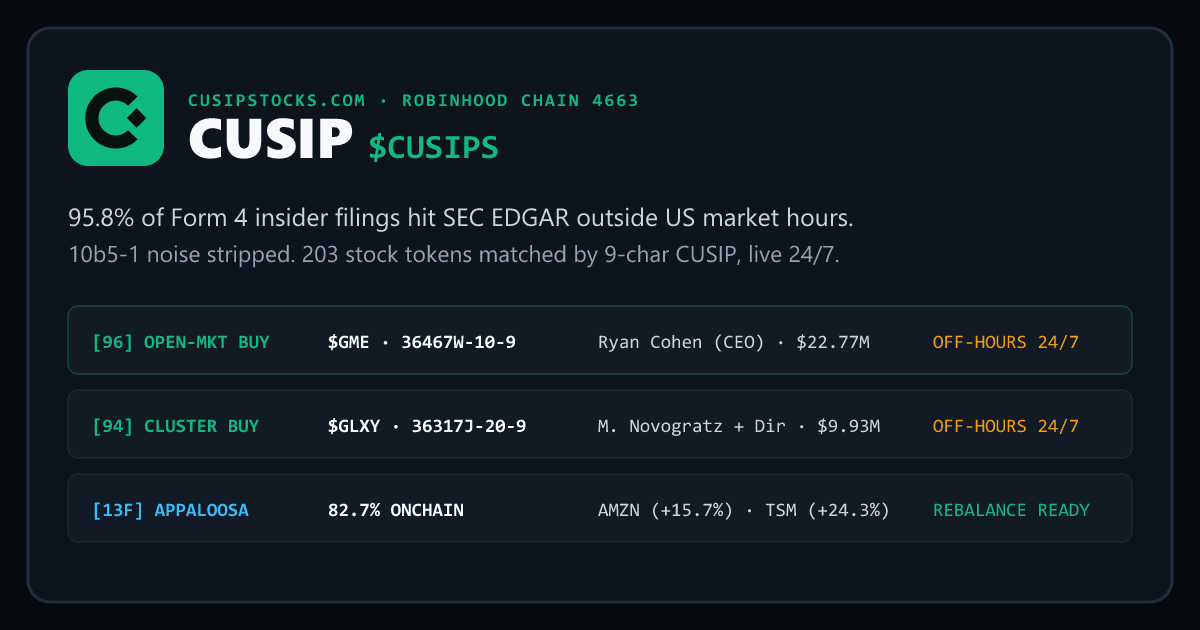 CUSIPSTOCKS.COM · ROBINHOOD CHAIN 4663
CUSIP $CUSIPS
95.8% of Form 4 insider filings hit SEC EDGAR outside US market hours.
10b5-1 noise stripped. 203 stock tokens matched by 9-char CUSIP, live 24/7.
[96] OPEN-MKT BUY $GME · 36467W-10-9 Ryan Cohen (CEO) · $22.77M OFF-HOURS 24/7
[94] CLUSTER BUY $GLXY · 36317J-20-9 M. Novogratz + Dir · $9.93M OFF-HOURS 24/7
[13F] APPALOOSA 82.7% ONCHAIN AMZN (+15.7%) · TSM (+24.3%) REBALANCE READY